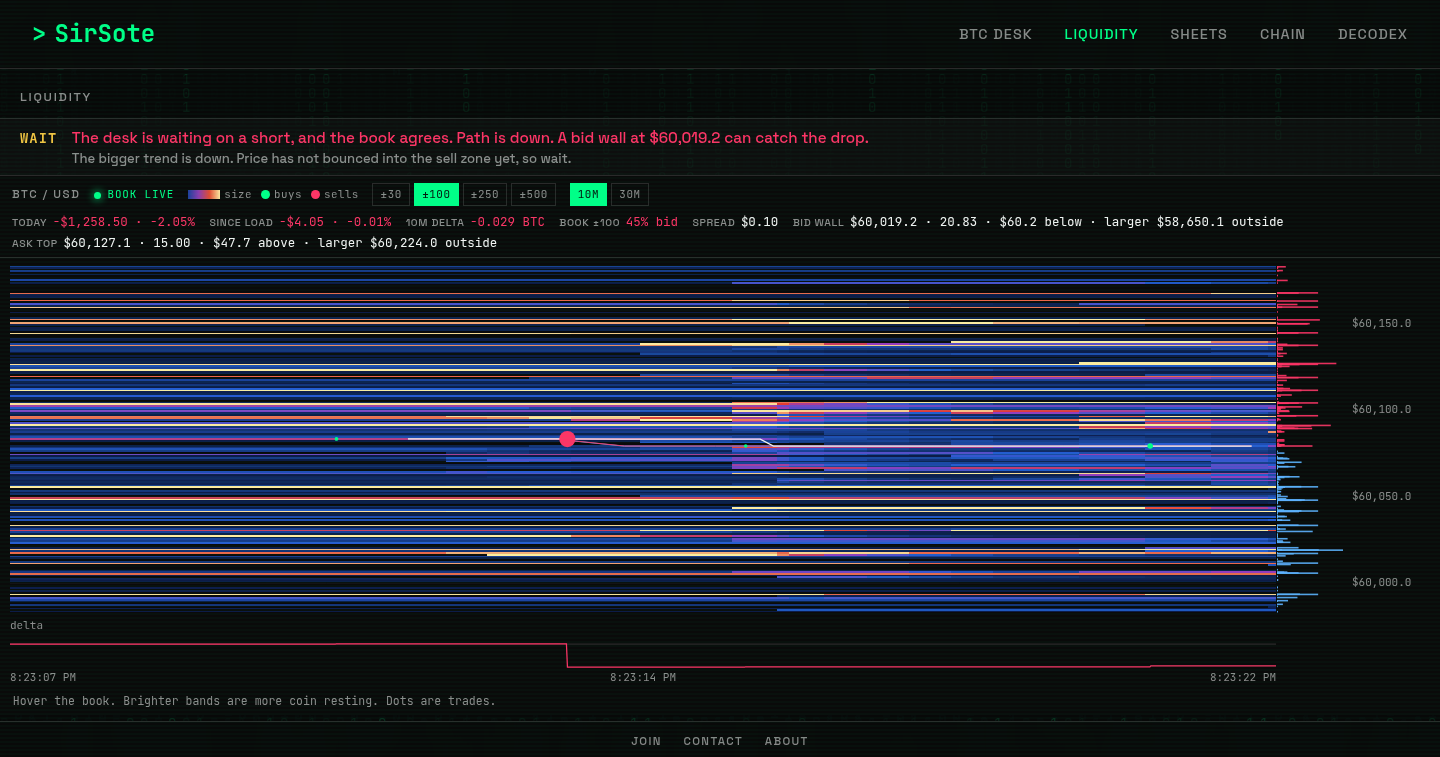 > SirSote
BTC DESK LIQUIDITY SHEETS CHAIN DECODEX
LIQUIDITY
WAIT The desk is waiting on a short, and the book agrees. Path is down. A bid wall at $60,019.2 can catch the drop.
The bigger trend is down. Price has not bounced into the sell zone yet, so wait.
BTC / USD BOOK LIVE size buys sells ±30 ±100 ±250 ±500 10M 30M
TODAY -$1,258.50 · -2.05% SINCE LOAD -$4.05 · -0.01% 10M DELTA -0.029 BTC BOOK ±100 45% bid SPREAD $0.10 BID WALL $60,019.2 · 20.83 · $60.2 below · larger $58,650.1 outside
ASK TOP $60,127.1 · 15.00 · $47.7 above · larger $60,224.0 outside
$60,150.0
$60,100.0
$60,050.0
$60,000.0
delta
8:23:07 PM 8:23:14 PM 8:23:22 PM
Hover the book. Brighter bands are more coin resting. Dots are trades.
JOIN CONTACT ABOUT